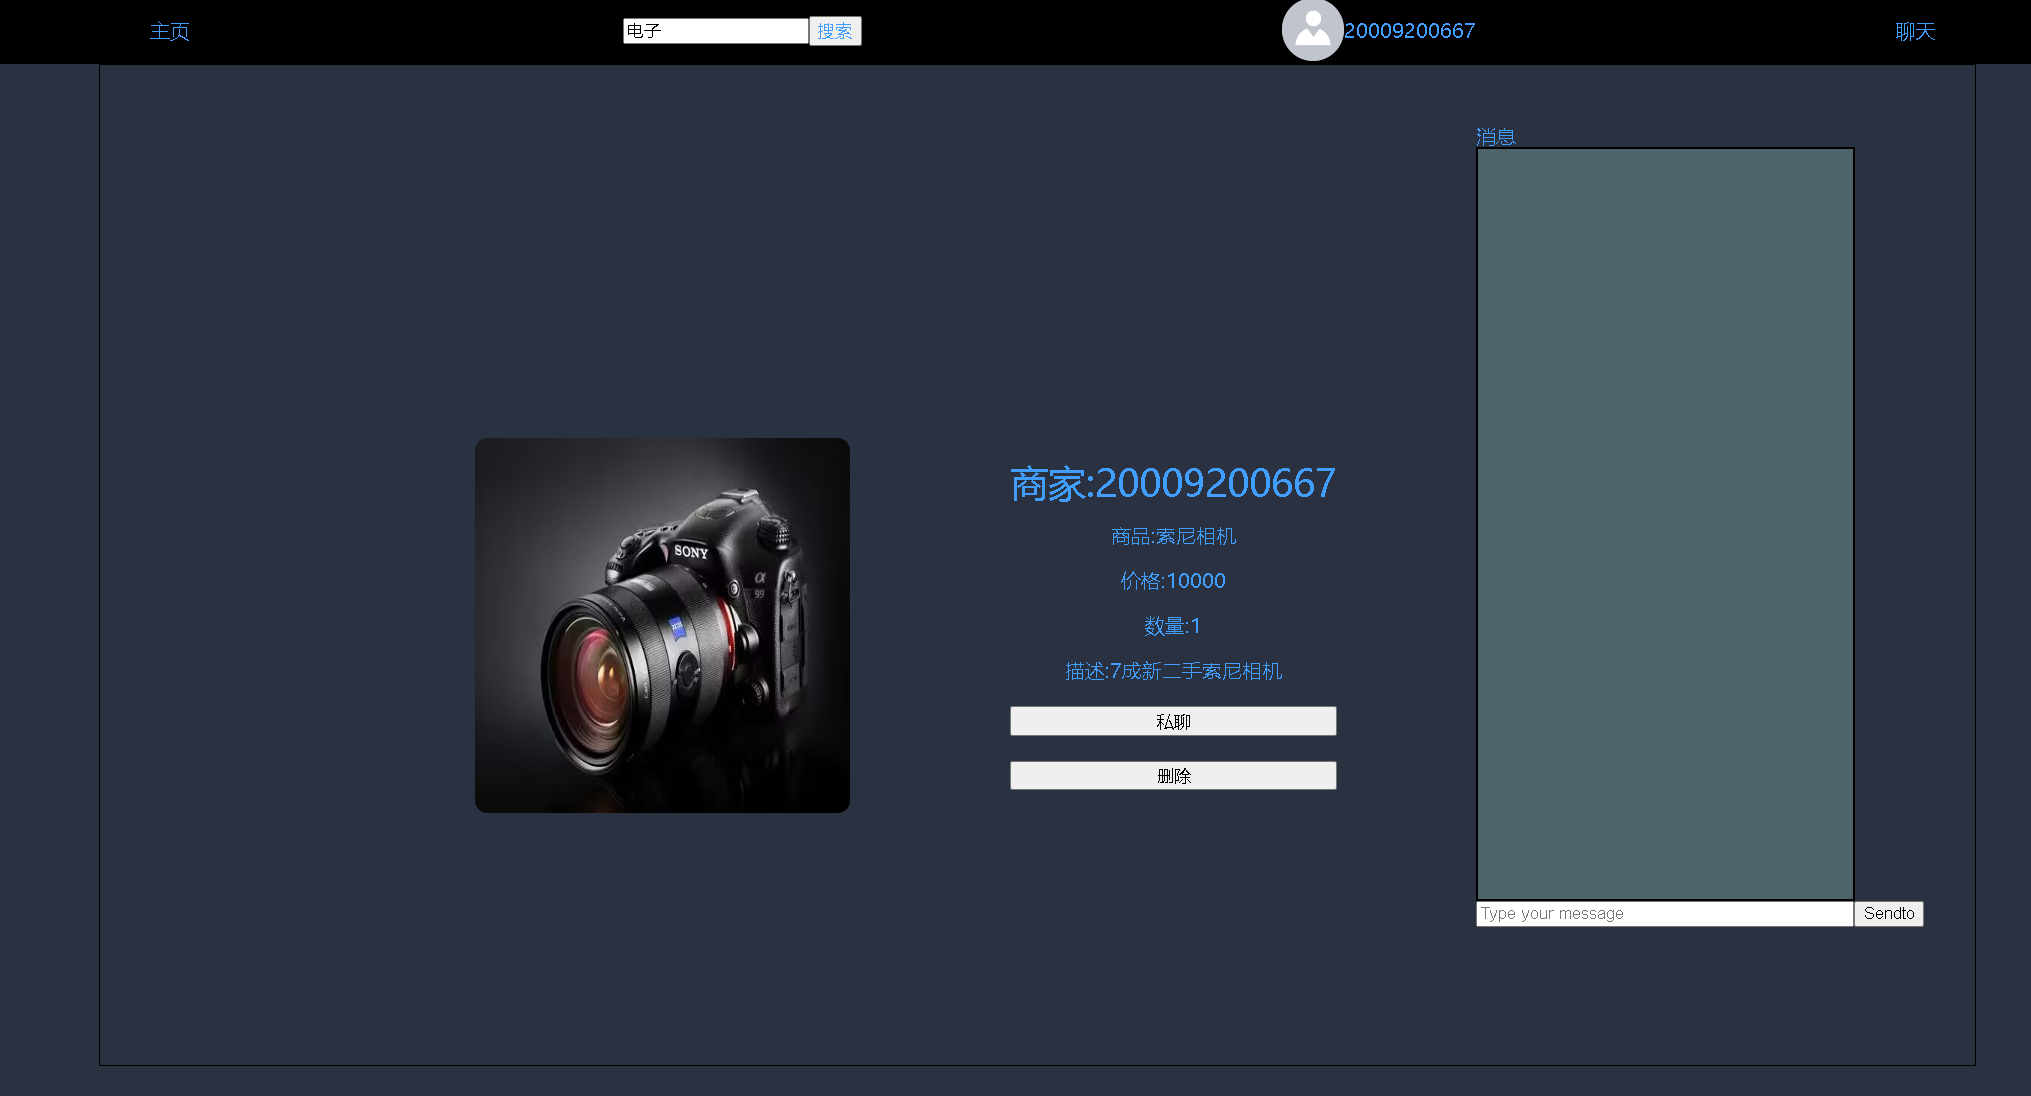 主页
电子
搜索
20009200667
聊天
消息
SONY
α
99
ZEISS
商家:20009200667
商品:索尼相机
价格:10000
数量:1
描述:7成新二手索尼相机
私聊
删除
Type your message
Sendto